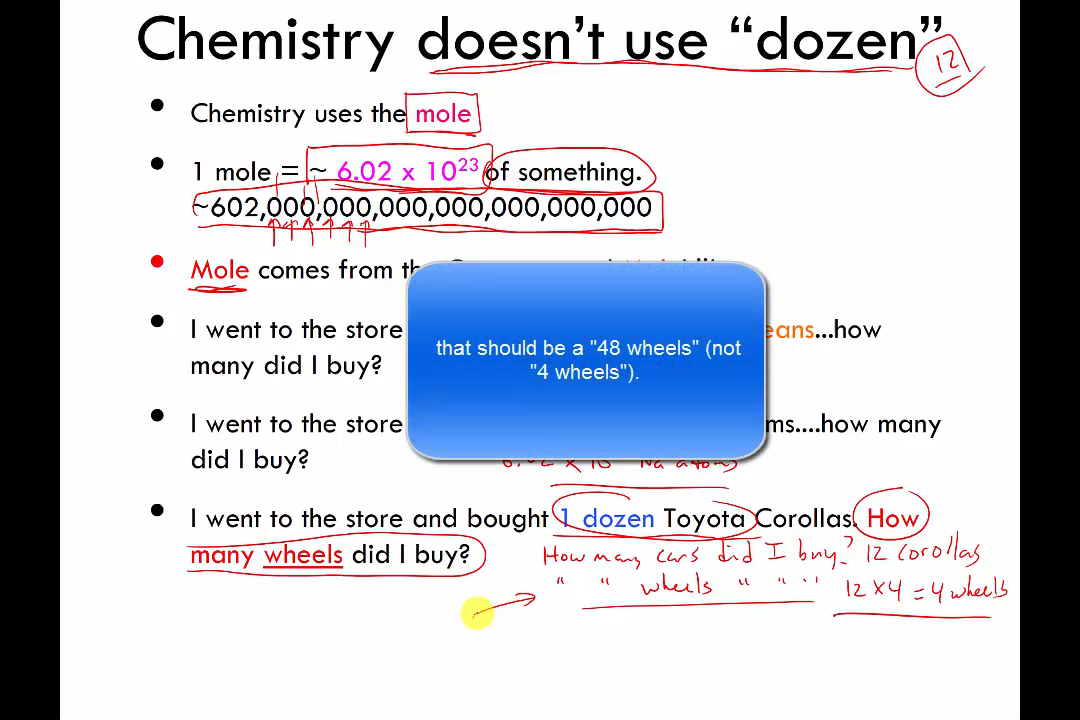 Chemistry doesn't use "dozen"
12
• Chemistry uses the mole
• 1 mole = ~ 6.02 x 10²³ of something.
~602,000,000,000,000,000,000,000
• Mole comes from the
• I went to the store eans...how
many did I buy?
that should be a "48 wheels" (not
"4 wheels").
• I went to the store ms....how many
did I buy?
Na atoms
• I went to the store and bought 1 dozen Toyota Corollas. How
many wheels did I buy?
How many cars did I buy? 12 corollas
" " wheels " " " 12 x 4 = 4 wheels